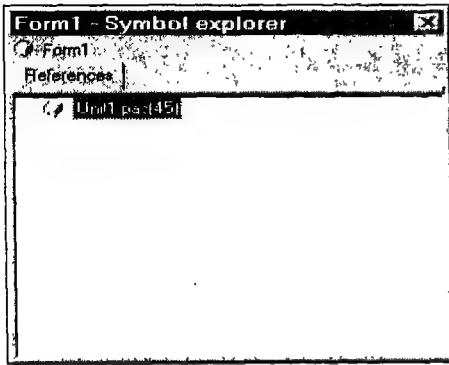 Form1 - Symbol explorer
Form1
References
Unit1.pas(45)